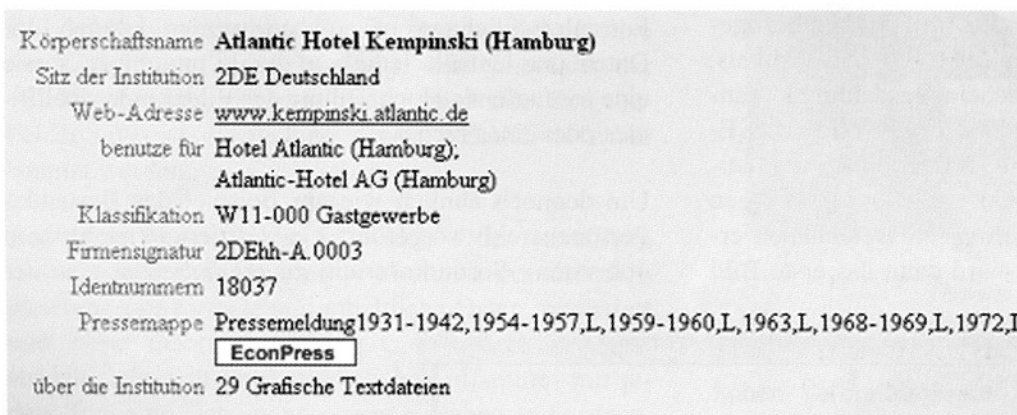 Körperschaftsname Atlantic Hotel Kempinski (Hamburg)
Sitz der Institution 2DE Deutschland
Web-Adresse www.kempinski.atlantic.de
benutze für Hotel Atlantic (Hamburg),
Atlantic-Hotel AG (Hamburg)
Klassifikation W11-000 Gastgewerbe
Firmensignatur 2DEhh-A.0003
Identnummern 18037
Pressemappe Pressemeldung1931-1942,1954-1957,L,1959-1960,L,1963,L,1968-1969,L,1972,
EconPress
über die Institution 29 Grafische Textdateien